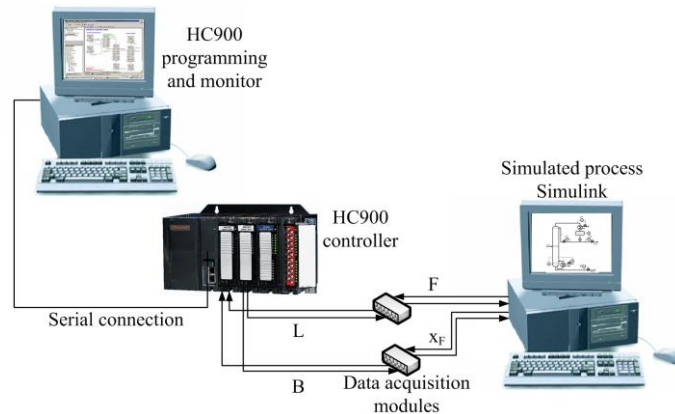 HC900
programming
and monitor
Simulated process
Simulink
HC900
controller
F
Serial connection
L
x_F
B
Data acquisition
modules